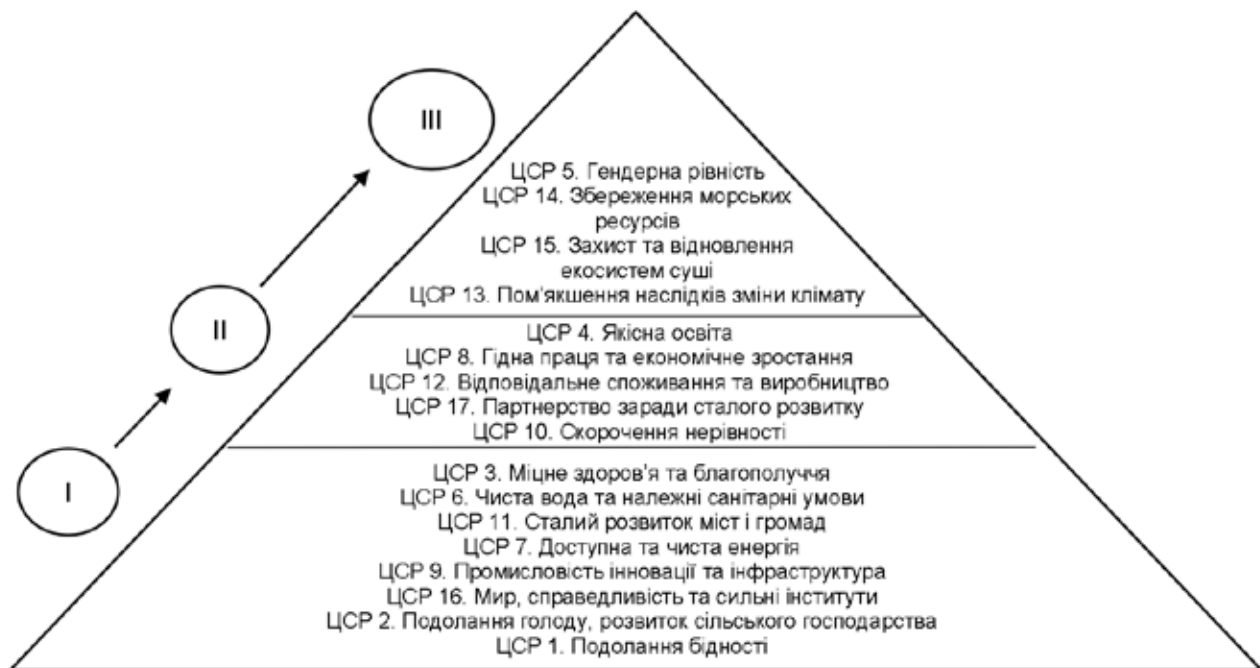 III
ЦСР 5. Гендерна рівність
ЦСР 14. Збереження морських
ресурсів
ЦСР 15. Захист та відновлення
екосистем суші
ЦСР 13. Пом'якшення наслідків зміни клімату
II
ЦСР 4. Якісна освіта
ЦСР 8. Гідна праця та економічне зростання
ЦСР 12. Відповідальне споживання та виробництво
ЦСР 17. Партнерство заради сталого розвитку
ЦСР 10. Скорочення нерівності
I
ЦСР 3. Міцне здоров'я та благополуччя
ЦСР 6. Чиста вода та належні санітарні умови
ЦСР 11. Сталий розвиток міст і громад
ЦСР 7. Доступна та чиста енергія
ЦСР 9. Промисловість інновації та інфраструктура
ЦСР 16. Мир, справедливість та сильні інститути
ЦСР 2. Подолання голоду, розвиток сільського господарства
ЦСР 1. Подолання бідності